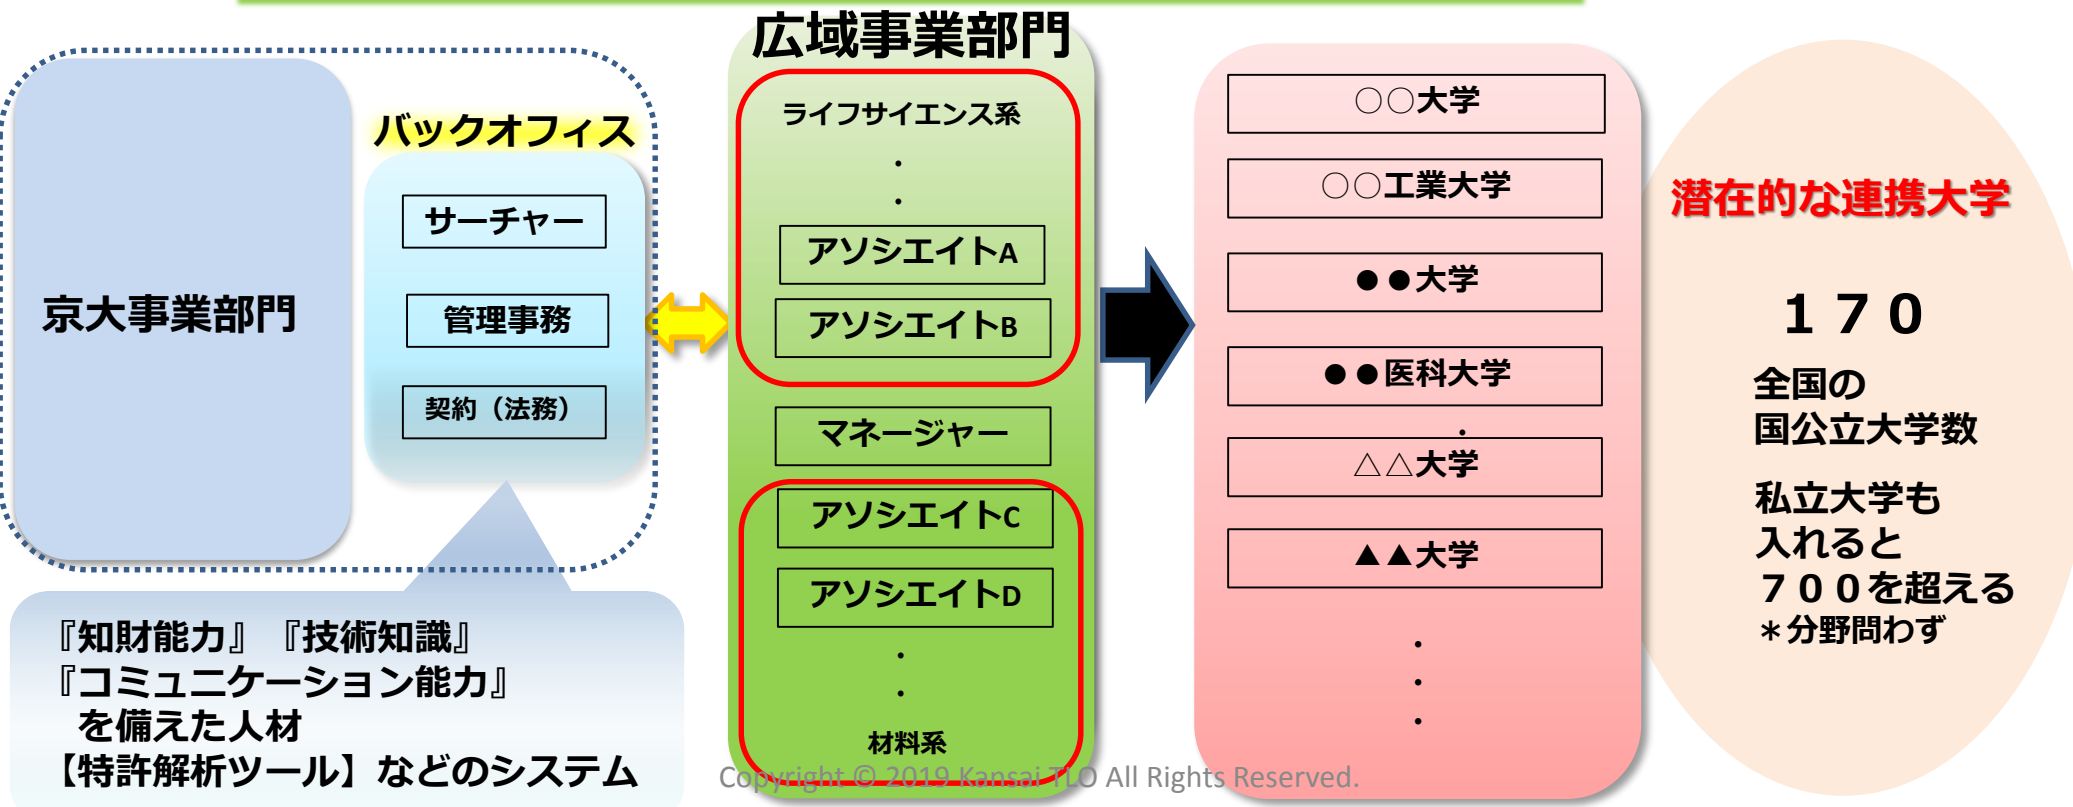 広域事業部門
京大事業部門
バックオフィス
サーチャー
管理事務
契約（法務）
『知財能力』『技術知識』
『コミュニケーション能力』
を備えた人材
【特許解析ツール】などのシステム
ライフサイエンス系
・
・
アソシエイトA
アソシエイトB
マネージャー
アソシエイトC
アソシエイトD
・
・
材料系
〇〇大学
〇〇工業大学
●●大学
●●医科大学
・
△△大学
▲▲大学
・
・
・
潜在的な連携大学
１７０
全国の
国公立大学数
私立大学も
入れると
７００を超える
＊分野問わず
Copyright © 2019 Kansai TLO All Rights Reserved.